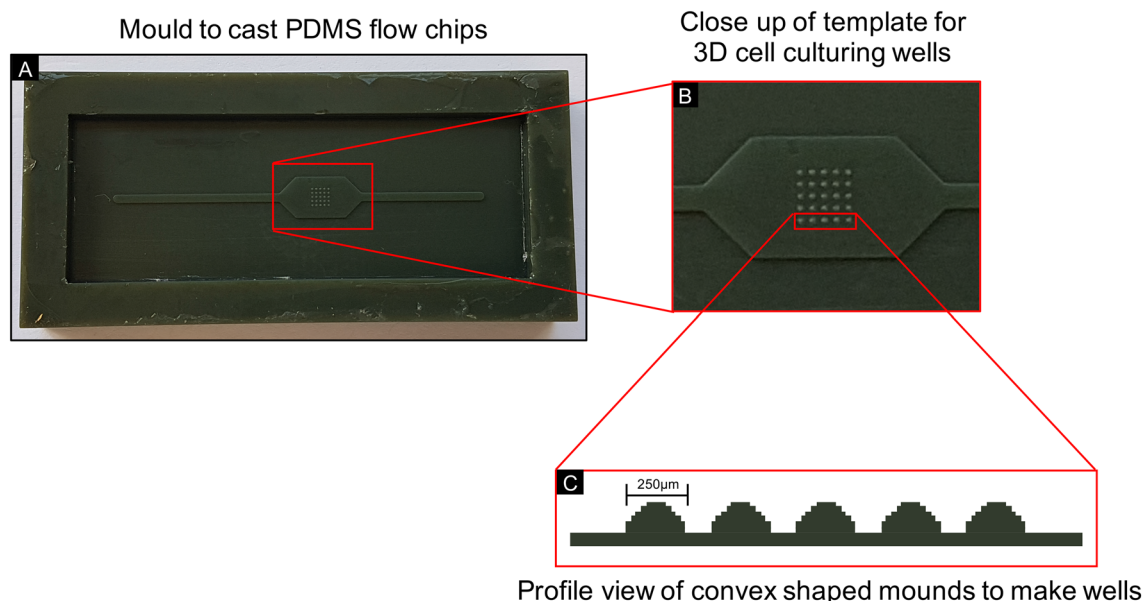 Mould to cast PDMS flow chips
Close up of template for
3D cell culturing wells
A
B
C
250µm
Profile view of convex shaped mounds to make wells